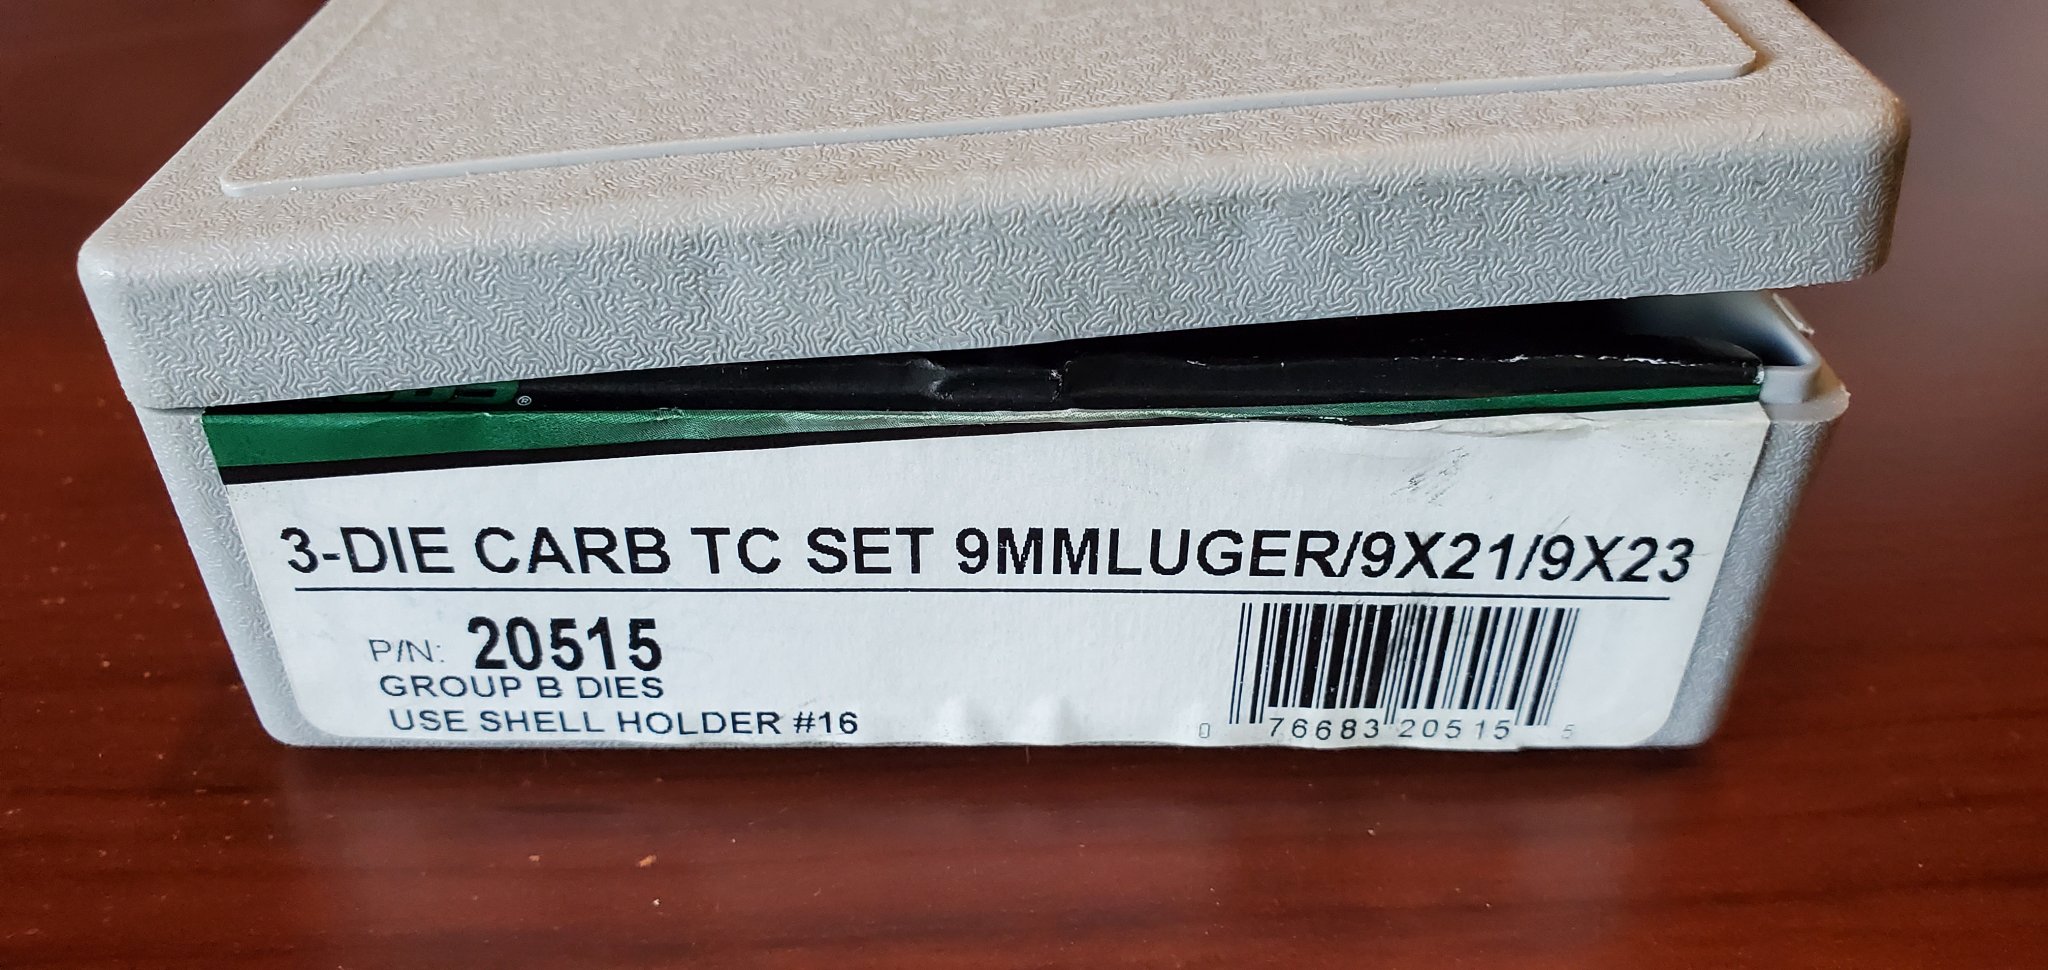 ®
3-DIE CARB TC SET 9MMLUGER/9X21/9X23
P/N: 20515
GROUP B DIES
USE SHELL HOLDER #16
0 76683 20515 5